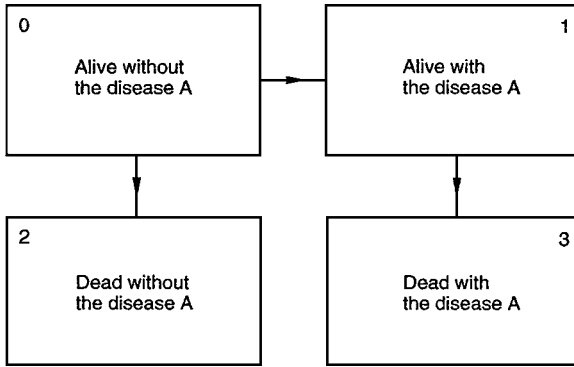 0
Alive without
the disease A
1
Alive with
the disease A
2
Dead without
the disease A
3
Dead with
the disease A